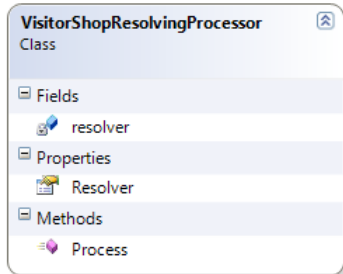 VisitorShopResolvingProcessor
Class
Fields
resolver
Properties
Resolver
Methods
Process